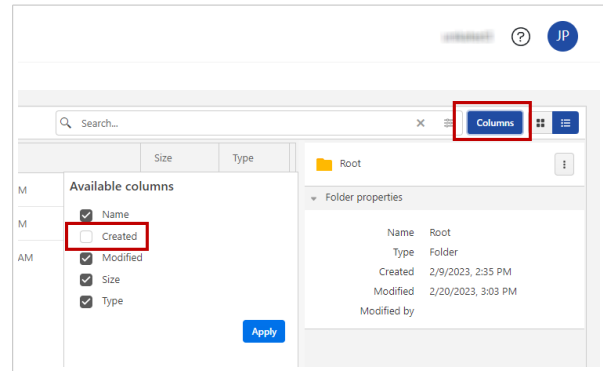 JP
Search...
Columns
Size Type
Root
M
Available columns
Folder properties
Name
M
Created
Name Root
AM
Modified
Type Folder
Size
Created 2/9/2023, 2:35 PM
Type
Modified 2/20/2023, 3:03 PM
Modified by
Apply